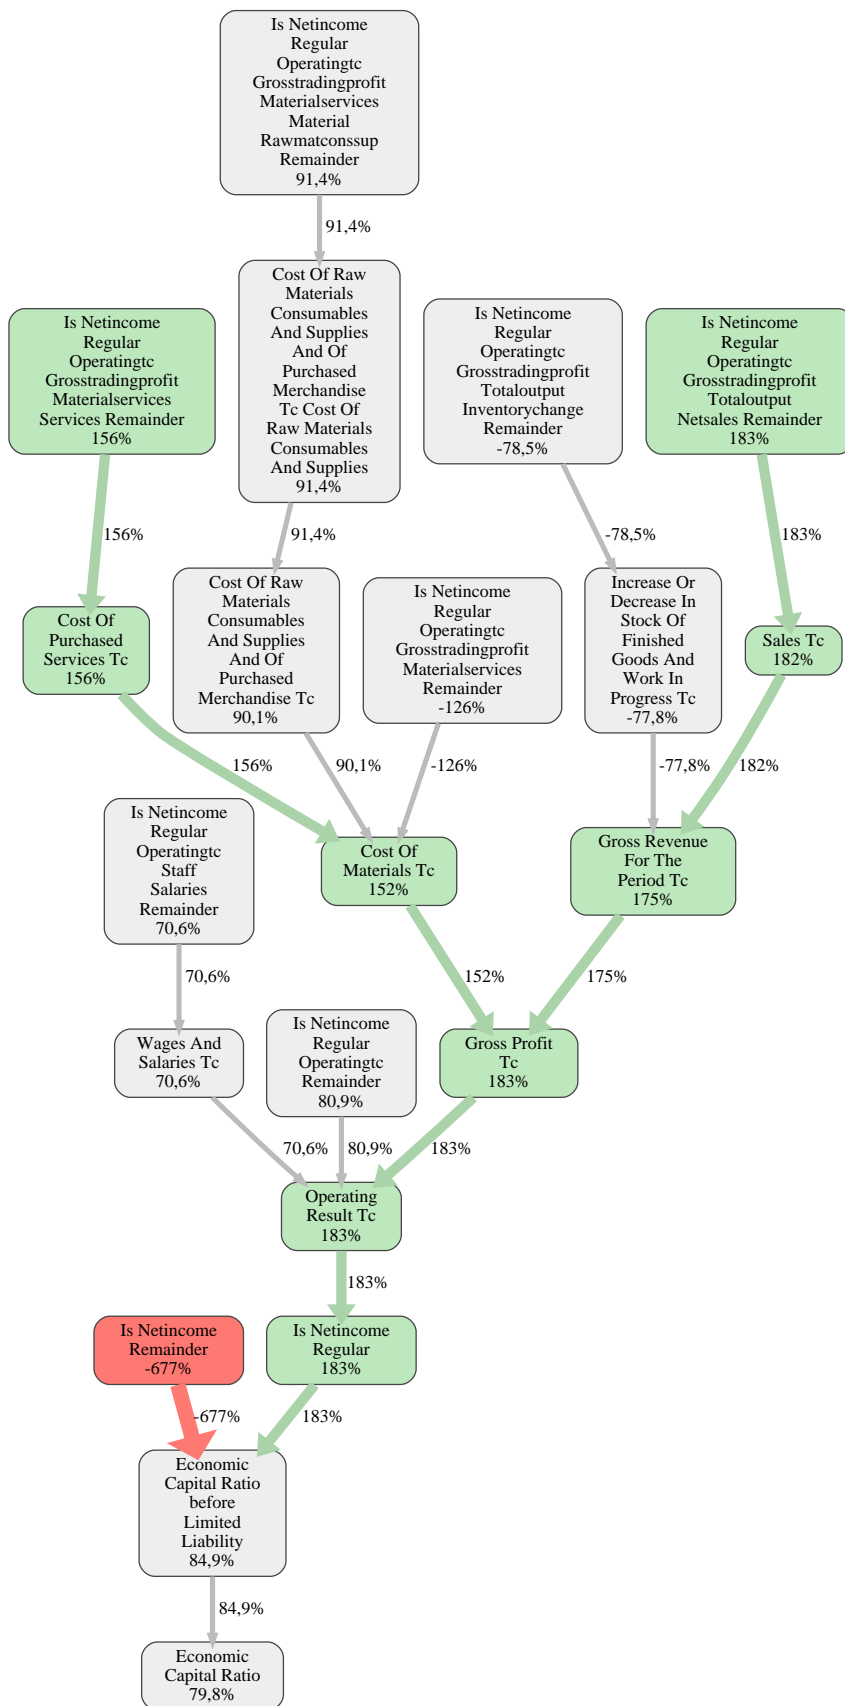 Is Netincome
Regular
Operatingtc
Grosstradingprofit
Materialservices
Material
Rawmatconssup
Remainder
91,4%
91,4%
Cost Of Raw
Materials
Consumables
And Supplies
And Of
Purchased
Merchandise
Tc Cost Of
Raw Materials
Consumables
And Supplies
91,4%
Is Netincome
Regular
Operatingtc
Grosstradingprofit
Materialservices
Services Remainder
156%
Is Netincome
Regular
Operatingtc
Grosstradingprofit
Totaloutput
Inventorychange
Remainder
-78,5%
Is Netincome
Regular
Operatingtc
Grosstradingprofit
Totaloutput
Netsales Remainder
183%
156%
91,4%
-78,5%
183%
Cost Of
Purchased
Services Tc
156%
Cost Of Raw
Materials
Consumables
And Supplies
And Of
Purchased
Merchandise Tc
90,1%
Is Netincome
Regular
Operatingtc
Grosstradingprofit
Materialservices
Remainder
-126%
Increase Or
Decrease In
Stock Of
Finished
Goods And
Work In
Progress Tc
-77,8%
Sales Tc
182%
156%
90,1%
-126%
-77,8%
182%
Is Netincome
Regular
Operatingtc
Staff
Salaries
Remainder
70,6%
Cost Of
Materials Tc
152%
Gross Revenue
For The
Period Tc
175%
70,6%
152%
175%
Wages And
Salaries Tc
70,6%
Is Netincome
Regular
Operatingtc
Remainder
80,9%
Gross Profit
Tc
183%
70,6%
80,9%
183%
Operating
Result Tc
183%
183%
Is Netincome
Remainder
-677%
Is Netincome
Regular
183%
-677%
183%
Economic
Capital Ratio
before
Limited
Liability
84,9%
84,9%
Economic
Capital Ratio
79,8%